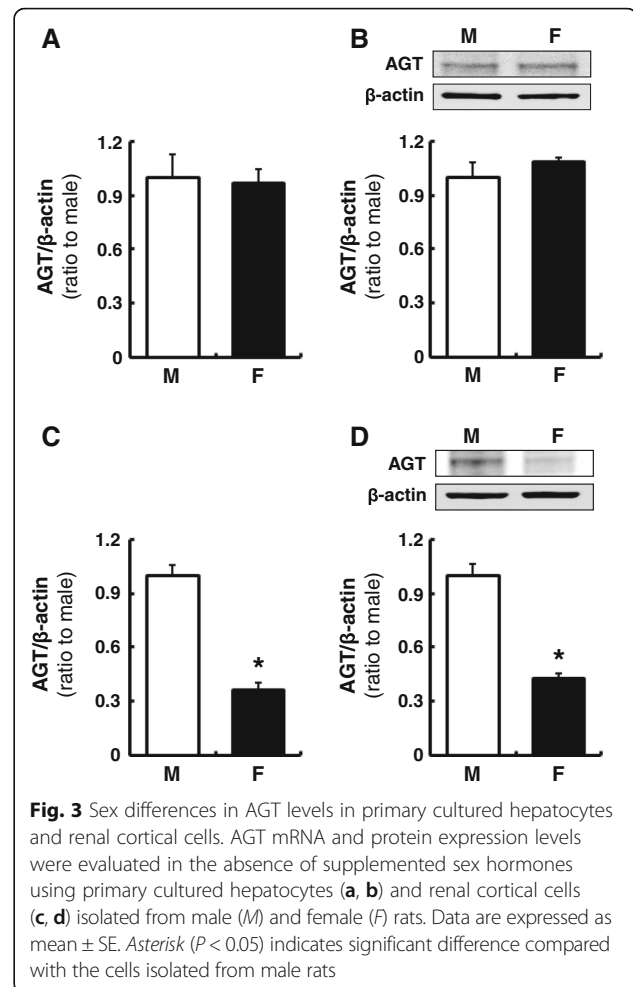 A
1.2
0.9
0.6
0.3
0
AGT/β-actin
(ratio to male)
M F
B
M F
AGT
β-actin
1.2
0.9
0.6
0.3
0
AGT/β-actin
(ratio to male)
M F
C
1.2
0.9
0.6
0.3
0
AGT/β-actin
(ratio to male)
*
M F
D
M F
AGT
β-actin
1.2
0.9
0.6
0.3
0
AGT/β-actin
(ratio to male)
*
M F
Fig. 3 Sex differences in AGT levels in primary cultured hepatocytes
and renal cortical cells. AGT mRNA and protein expression levels
were evaluated in the absence of supplemented sex hormones
using primary cultured hepatocytes (a, b) and renal cortical cells
(c, d) isolated from male (M) and female (F) rats. Data are expressed as
mean ± SE. Asterisk (P < 0.05) indicates significant difference compared
with the cells isolated from male rats